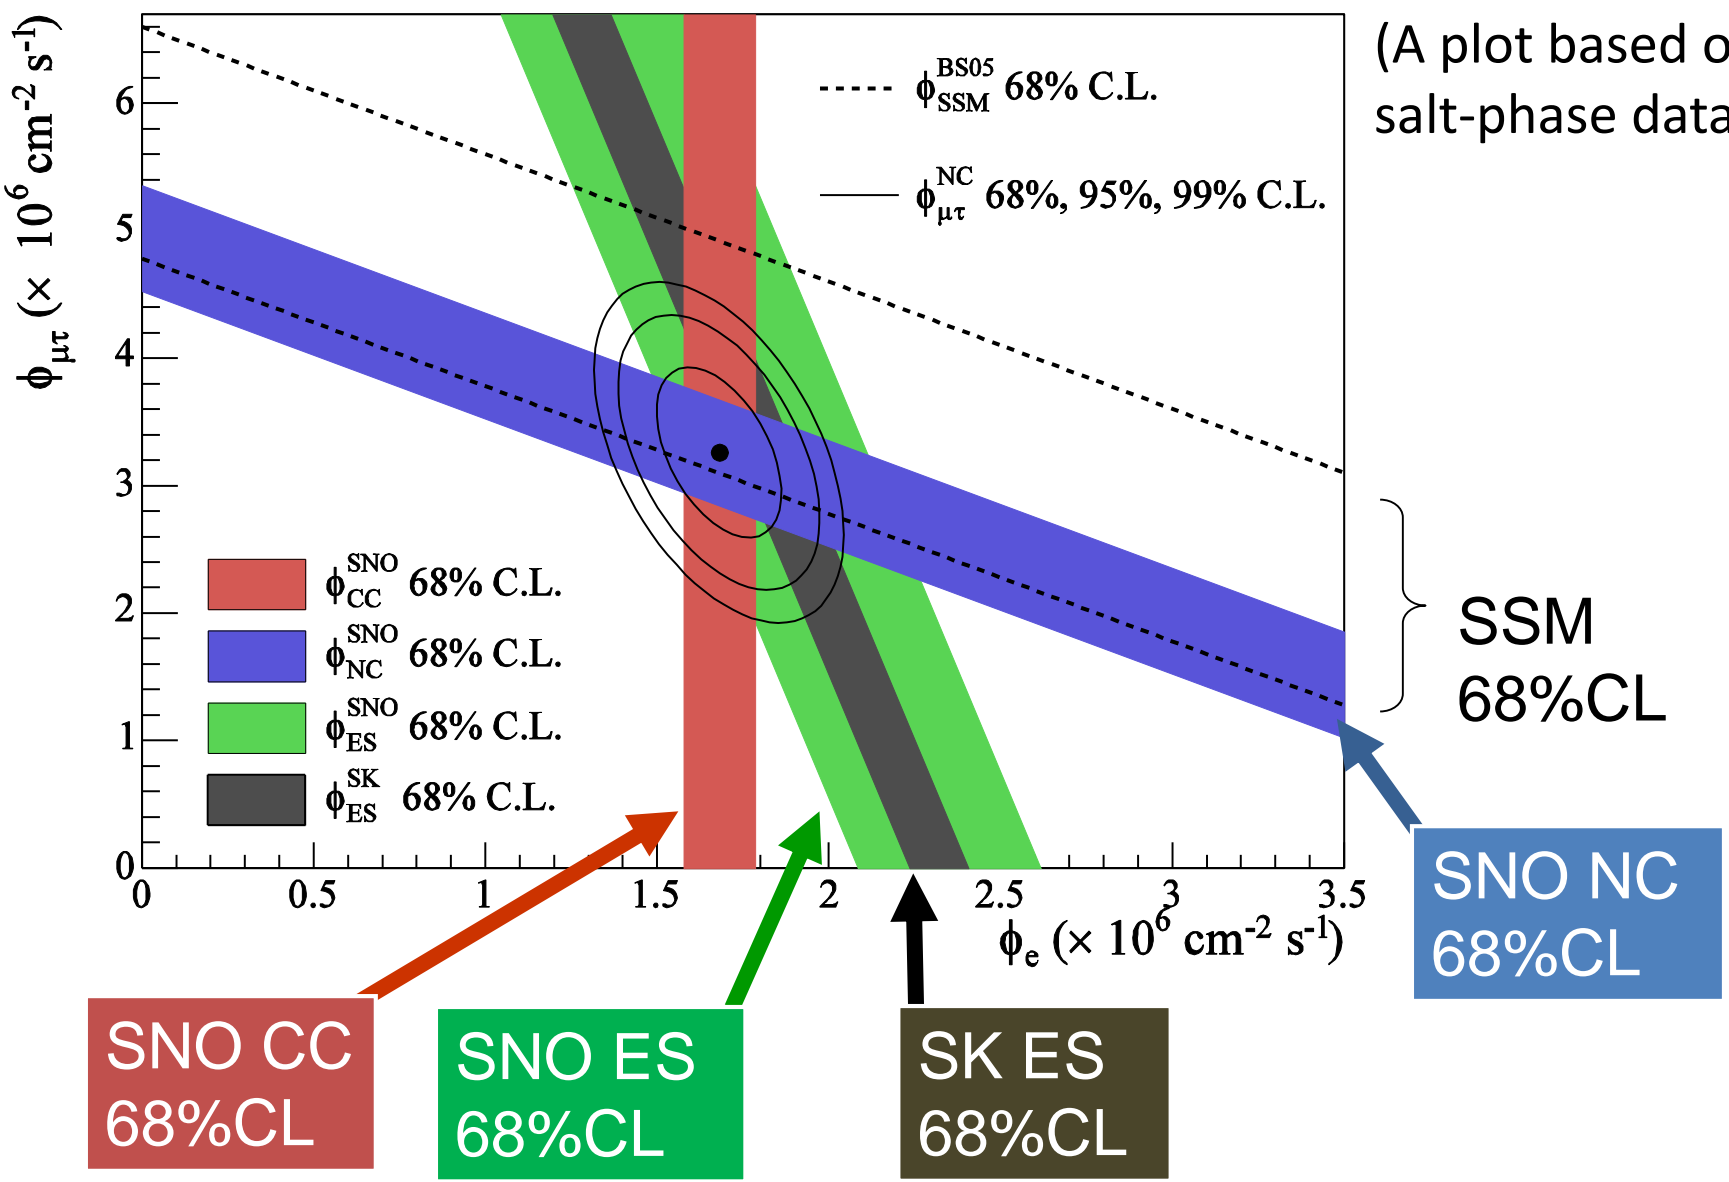 (A plot based o
salt-phase data
ϕ_SSM^BS05 68% C.L.
ϕ_μτ^NC 68%, 95%, 99% C.L.
ϕ_μτ (× 10^6 cm^-2 s^-1)
6
5
4
3
2
1
0
ϕ_CC^SNO 68% C.L.
ϕ_NC^SNO 68% C.L.
ϕ_ES^SNO 68% C.L.
ϕ_ES^SK 68% C.L.
0 0.5 1 1.5 2 2.5 3 3.5
ϕ_e (× 10^6 cm^-2 s^-1)
SSM
68%CL
SNO NC
68%CL
SNO CC
68%CL
SNO ES
68%CL
SK ES
68%CL